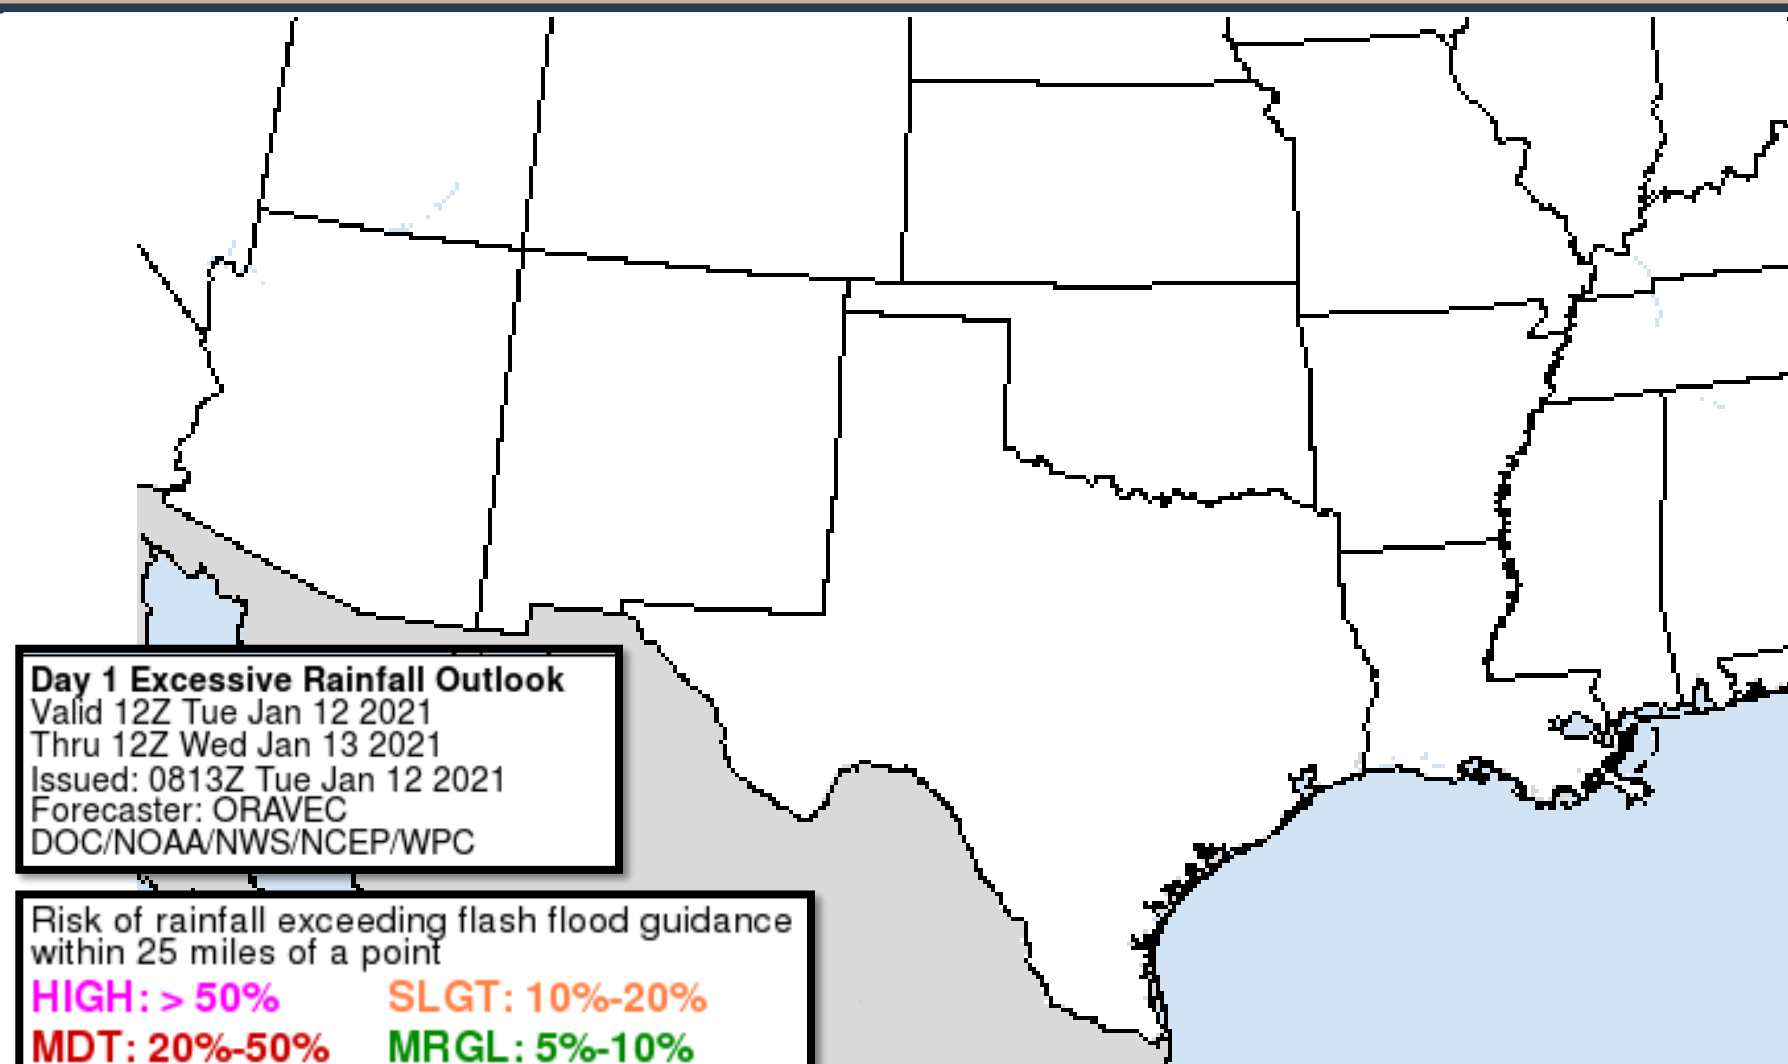 Day 1 Excessive Rainfall Outlook
Valid 12Z Tue Jan 12 2021
Thru 12Z Wed Jan 13 2021
Issued: 0813Z Tue Jan 12 2021
Forecaster: ORAVEC
DOC/NOAA/NWS/NCEP/WPC
Risk of rainfall exceeding flash flood guidance
within 25 miles of a point
HIGH: > 50% SLGT: 10%-20%
MDT: 20%-50% MRGL: 5%-10%